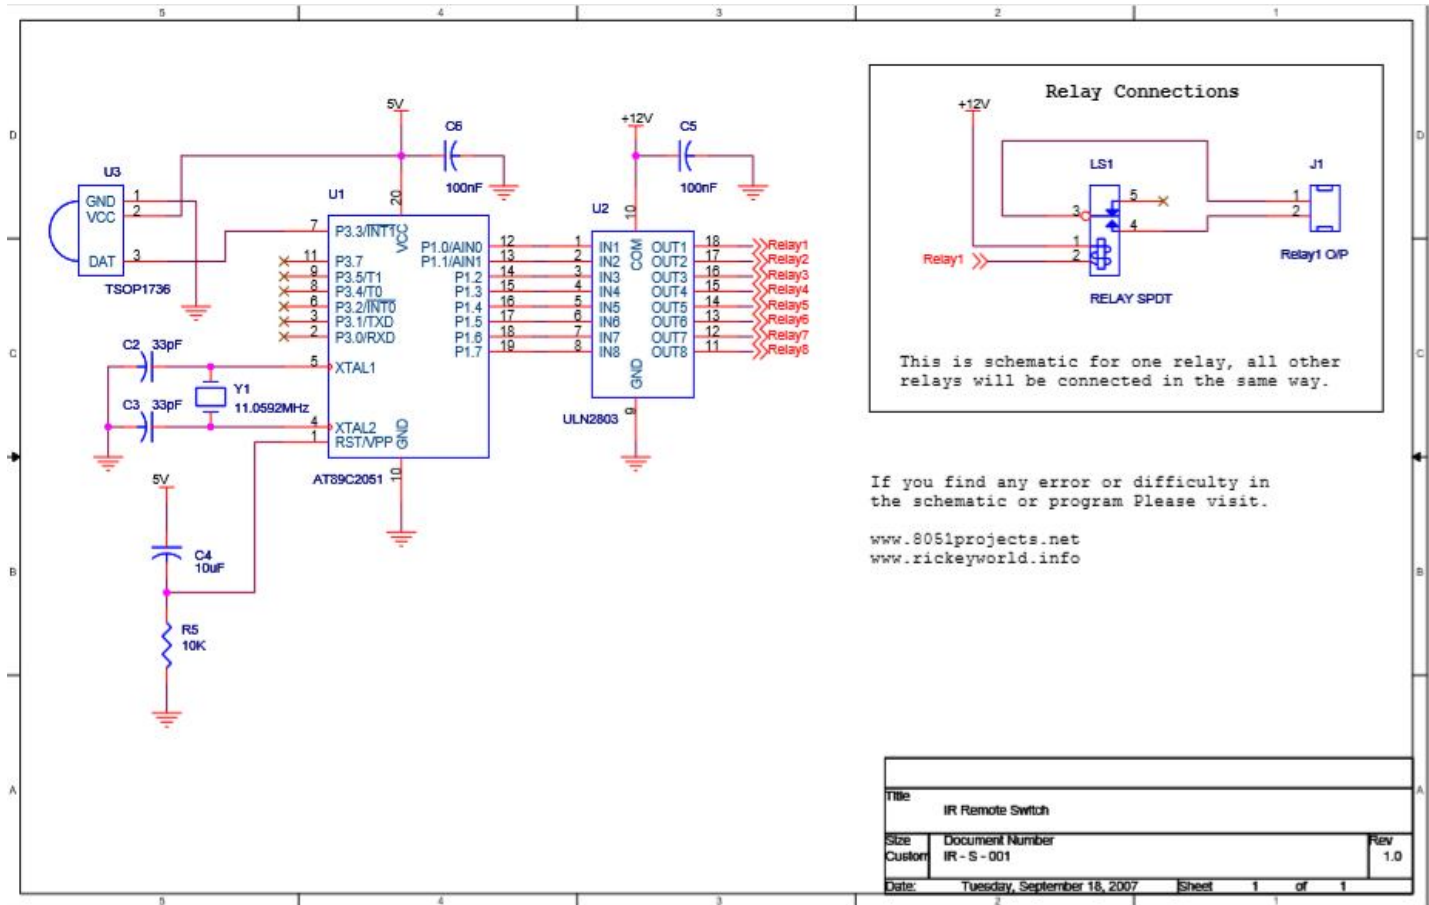 5 4 3 2 1
D
C
B
A
5V
C6
100nF
+12V
C5
100nF
U3
GND 1
VCC 2
DAT 3
TSOP1736
U1
20
VCC
7 P3.3/INT1
11 P3.7
9 P3.5/T1
8 P3.4/T0
6 P3.2/INT0
3 P3.1/TXD
2 P3.0/RXD
5 XTAL1
4 XTAL2
1 RST/VPP
GND
10
AT89C2051
P1.0/AIN0 12
P1.1/AIN1 13
P1.2 14
P1.3 15
P1.4 16
P1.5 17
P1.6 18
P1.7 19
U2
10
COM
1 IN1 OUT1 18 Relay1
2 IN2 OUT2 17 Relay2
3 IN3 OUT3 16 Relay3
4 IN4 OUT4 15 Relay4
5 IN5 OUT5 14 Relay5
6 IN6 OUT6 13 Relay6
7 IN7 OUT7 12 Relay7
8 IN8 OUT8 11 Relay8
GND
9
ULN2803
C2 33pF
C3 33pF
Y1
11.0592MHz
5V
C4
10uF
R5
10K
Relay Connections
+12V
LS1
J1
5
3
4
1
2
1
2
Relay1
Relay1 O/P
RELAY SPDT
This is schematic for one relay, all other
relays will be connected in the same way.
If you find any error or difficulty in
the schematic or program Please visit.
www.8051projects.net
www.rickeyworld.info
Title
IR Remote Switch
Size Document Number Rev
Custom IR - S - 001 1.0
Date: Tuesday, September 18, 2007 Sheet 1 of 1
D
C
B
A
5 4 3 2 1